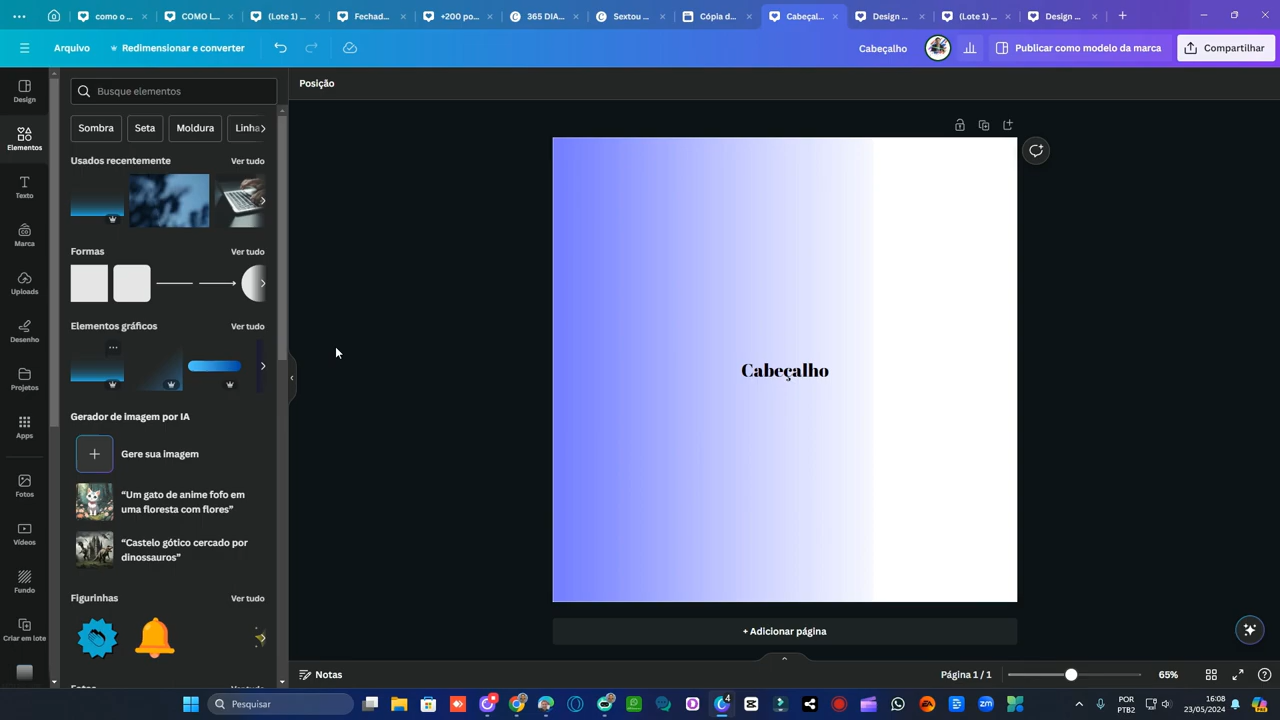 como o ...
COMO L...
(Lote 1) ...
Fechad...
+200 po...
365 DIA...
Sextou ...
Cópia d...
Cabeçal...
Design ...
(Lote 1) ...
Design ...
Arquivo
Redimensionar e converter
Cabeçalho
Publicar como modelo da marca
Compartilhar
Design
Elementos
Texto
Marca
Uploads
Desenho
Projetos
Apps
Fotos
Vídeos
Fundo
Criar em lote
Busque elementos
Sombra
Seta
Moldura
Linha
Usados recentemente
Ver tudo
Formas
Ver tudo
Elementos gráficos
Ver tudo
Gerador de imagem por IA
Gere sua imagem
“Um gato de anime fofo em
uma floresta com flores”
“Castelo gótico cercado por
dinossauros”
Figurinhas
Ver tudo
Posição
Cabeçalho
+ Adicionar página
Notas
Página 1 / 1
65%
Pesquisar
POR
PTB2
16:08
23/05/2024